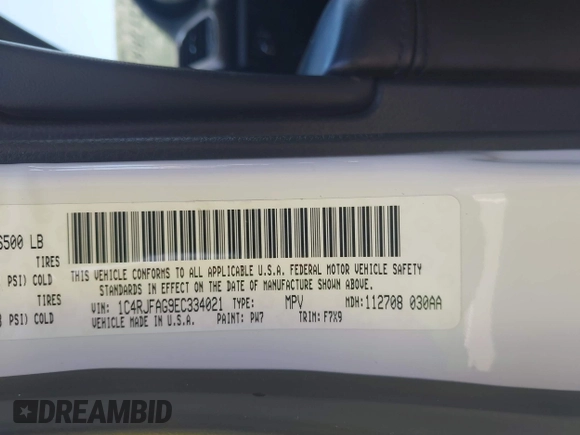 6500 LB
TIRES
PSI) COLD
TIRES
PSI) COLD
THIS VEHICLE CONFORMS TO ALL APPLICABLE U.S.A. FEDERAL MOTOR VEHICLE SAFETY
STANDARDS IN EFFECT ON THE DATE OF MANUFACTURE SHOWN ABOVE.
VIN: 1C4RJFAG9EC334021 TYPE: MPV MDH: 112708 030AA
VEHICLE MADE IN U.S.A. PAINT: PW7 TRIM: F7X9
DREAMBID